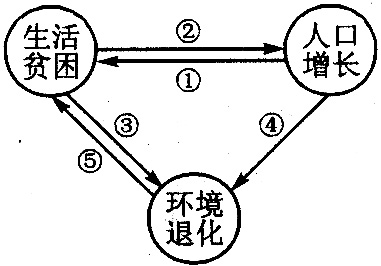 生活
贫困
②
①
人口
增长
③
④
⑤
环境
退化